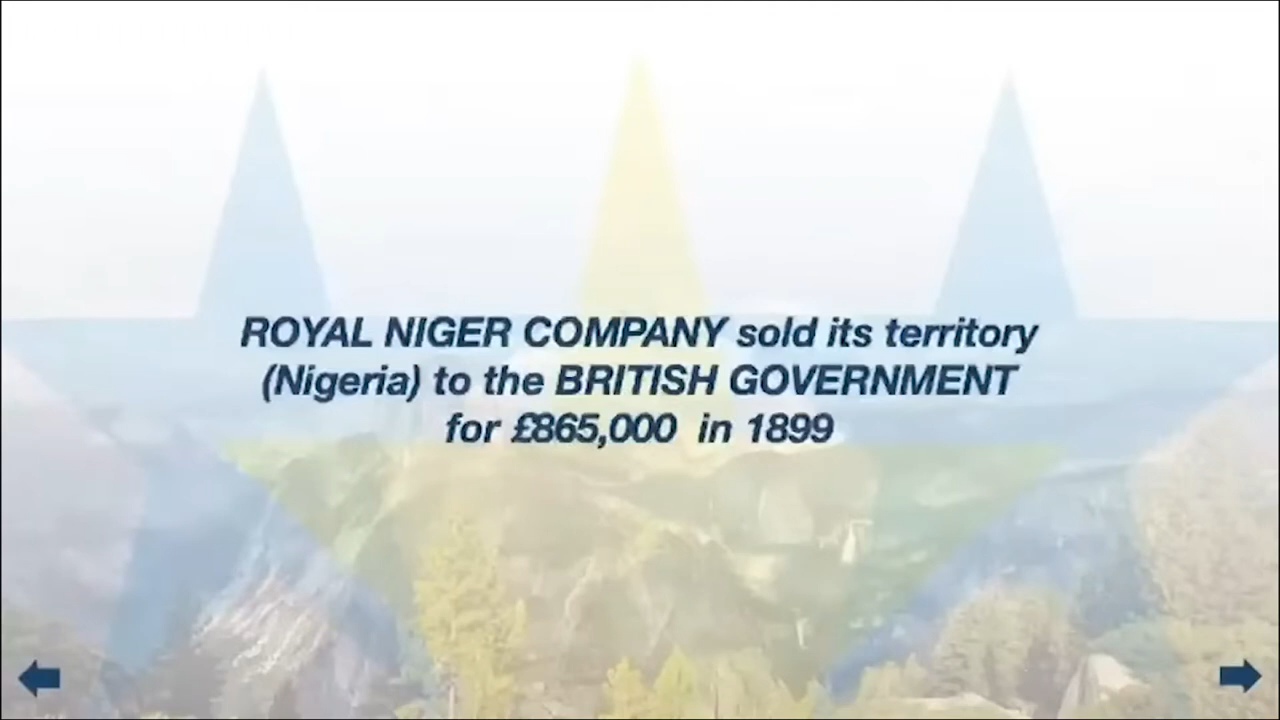 ROYAL NIGER COMPANY sold its territory
(Nigeria) to the BRITISH GOVERNMENT
for £865,000 in 1899